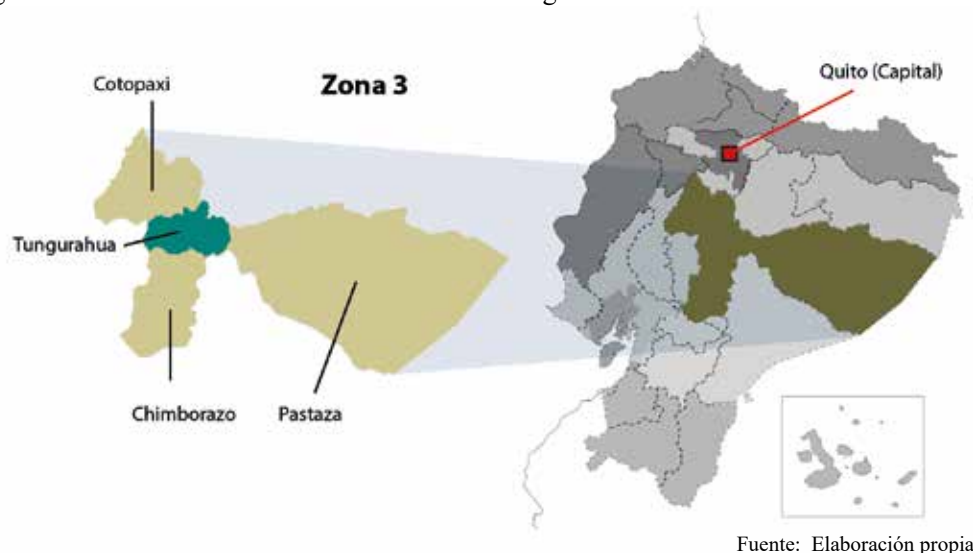 Zona 3
Cotopaxi
Quito (Capital)
Tungurahua
Chimborazo
Pastaza
Fuente: Elaboración propia